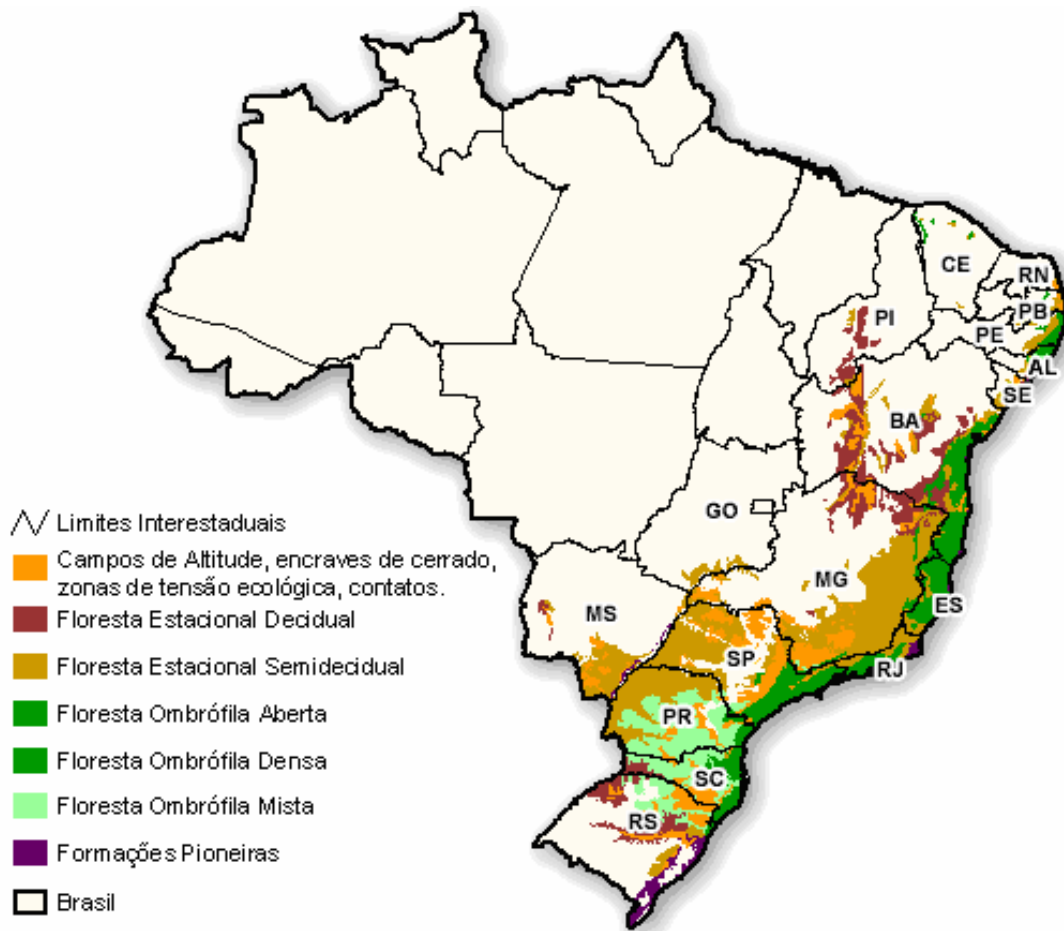 CE
RN
PB
PI
PE
AL
SE
BA
Limites Interestaduais
GO
Campos de Altitude, encraves de cerrado,
zonas de tensão ecológica, contatos.
MG
MS
ES
Floresta Estacional Decidual
Floresta Estacional Semidecidual
SP
RJ
Floresta Ombrófila Aberta
PR
Floresta Ombrófila Densa
SC
Floresta Ombrófila Mista
RS
Formações Pioneiras
Brasil